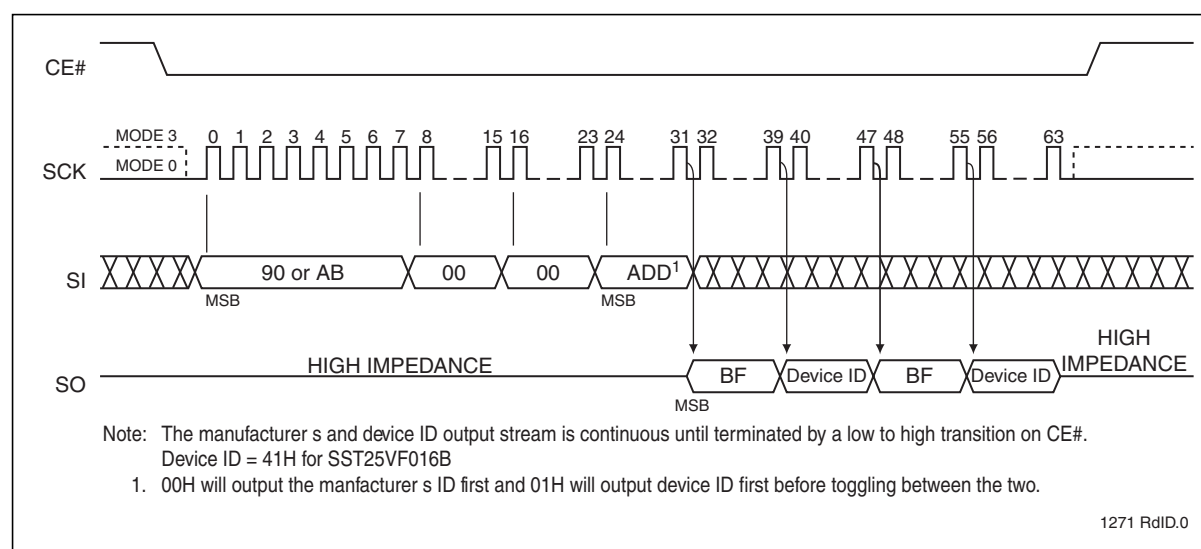 CE#
MODE 3
0 1 2 3 4 5 6 7 8 15 16 23 24 31 32 39 40 47 48 55 56 63
SCK
MODE 0
SI
90 or AB 00 00 ADD1
MSB MSB
HIGH IMPEDANCE
HIGH IMPEDANCE
SO
BF Device ID BF Device ID
MSB
Note: The manufacturer s and device ID output stream is continuous until terminated by a low to high transition on CE#.
Device ID = 41H for SST25VF016B
1. 00H will output the manfacturer s ID first and 01H will output device ID first before toggling between the two.
1271 RdID.0